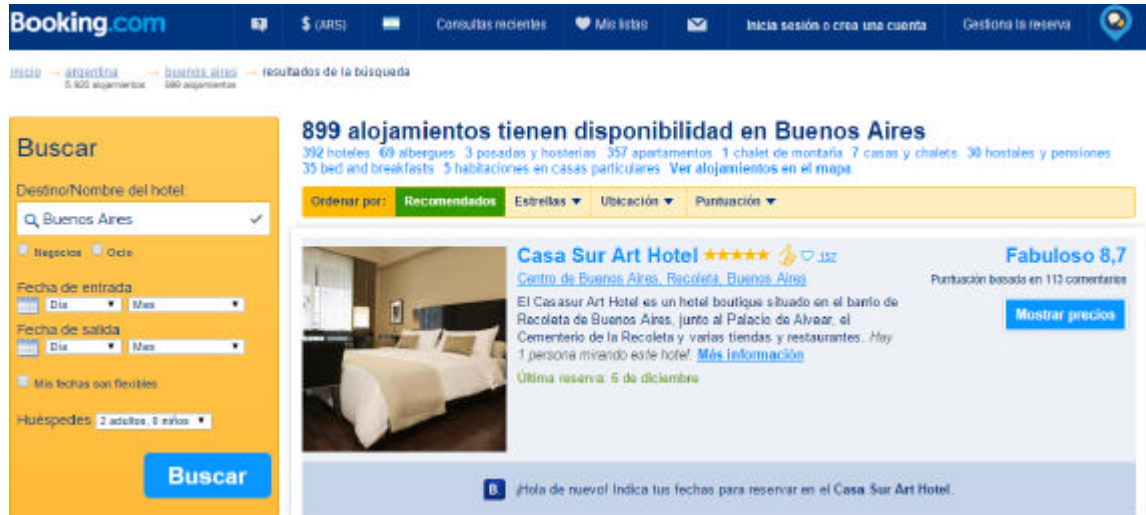 Booking.com
$ (ARS) Consultas recientes Mis listas Inicia sesión o crea una cuenta Gestiona la reserva
inicio → argentina → buenos aires → resultados de la búsqueda
5.920 alojamientos 899 alojamientos
Buscar
Destino/Nombre del hotel:
Buenos Aires
Negocios Ocio
Fecha de entrada
Día Mes
Fecha de salida
Día Mes
Mis fechas son flexibles
Huéspedes 2 adultos, 0 niños
Buscar
899 alojamientos tienen disponibilidad en Buenos Aires
392 hoteles 69 albergues 3 posadas y hosterías 357 apartamentos 1 chalet de montaña 7 casas y chalets 30 hostales y pensiones
35 bed and breakfasts 5 habitaciones en casas particulares Ver alojamientos en el mapa
Ordenar por: Recomendados Estrellas ▼ Ubicación ▼ Puntuación ▼
Casa Sur Art Hotel ★★★★★ 157
Centro de Buenos Aires, Recoleta, Buenos Aires
El Casasur Art Hotel es un hotel boutique situado en el barrio de
Recoleta de Buenos Aires, junto al Palacio de Alvear, el
Cementerio de la Recoleta y varias tiendas y restaurantes. Hay
1 persona mirando este hotel. Más información
Última reserva: 6 de diciembre
Fabuloso 8,7
Puntuación basada en 113 comentarios
Mostrar precios
B. ¡Hola de nuevo! Indica tus fechas para reservar en el Casa Sur Art Hotel.